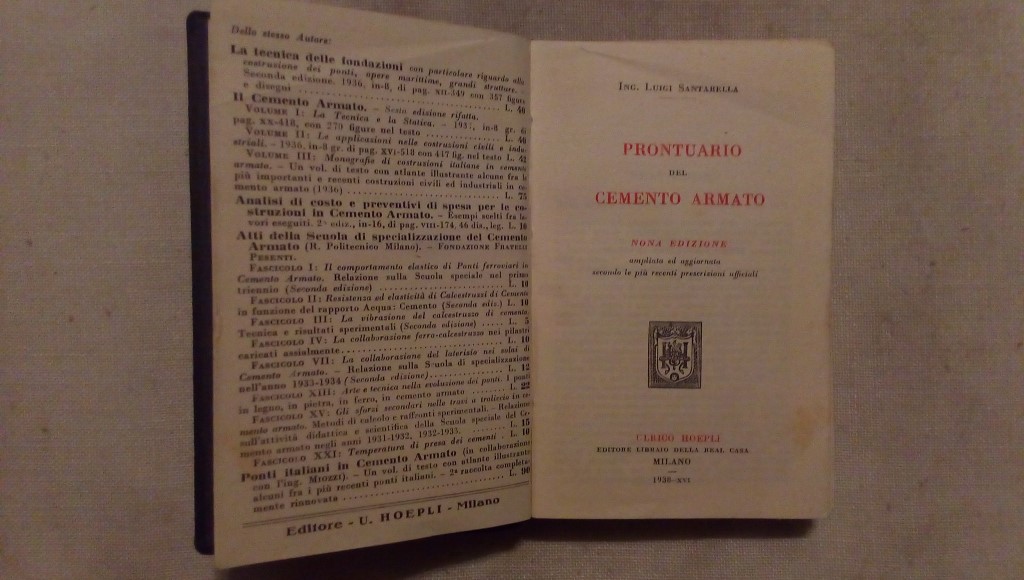 Dello stesso Autore:
La tecnica delle fondazioni con particolare riguardo alle
costruzione dei ponti, opere marittime, grandi strutture. –
Seconda edizione. 1936, in-8, di pag. XII-349 con 357 figure
e disegni L. 48
Il Cemento Armato. – Sesta edizione rifatta.
VOLUME I: La Tecnica e la Statica. – 1937, in-8 gr. di
pag. XX-418, con 270 figure nel testo L. 40
VOLUME II: Le applicazioni nelle costruzioni civili e indu-
striali. – 1936, in-8 gr. di pag. XVI-518 con 417 fig. nel testo L. 42
VOLUME III: Monografie di costruzioni italiane in cemento
armato. – Un vol. di testo con atlante illustrante alcune fra le
più importanti e recenti costruzioni civili ed industriali in ce-
mento armato (1936) L. 75
Analisi di costo e preventivi di spesa per le co-
struzioni in Cemento Armato. – Esempi scelti fra la-
vori eseguiti. 2ª ediz., in-16, di pag. VIII-174, 46 dis., leg. L. 16
Atti della Scuola di specializzazione del Cemento
Armato (R. Politecnico Milano). – FONDAZIONE FRATELLI
PESENTI.
FASCICOLO I: Il comportamento elastico di Ponti ferroviari in
Cemento Armato. Relazione sulla Scuola speciale nel primo
triennio (Seconda edizione) L. 10
FASCICOLO II: Resistenza ed elasticità di Calcestruzzi di Cemento
in funzione del rapporto Acqua: Cemento (Seconda ediz.) L. 10
FASCICOLO III: La vibrazione del calcestruzzo di cemento.
Tecnica e risultati sperimentali (Seconda edizione) ..... L. 5
FASCICOLO IV: La collaborazione ferro-calcestruzzo nei pilastri
caricati assialmente L. 10
FASCICOLO VII: La collaborazione del laterizio nei solai di
Cemento Armato. – Relazione sulla Scuola di specializzazione
nell'anno 1933-1934 (Seconda edizione) L. 12
FASCICOLO XIII: Arte e tecnica nella evoluzione dei ponti. I ponti
in legno, in pietra, in ferro, in cemento armato L. 22
FASCICOLO XV: Gli sforzi secondari nelle travi a traliccio in ce-
mento armato. Metodi di calcolo e raffronti sperimentali. – Relazione
sull'attività didattica e scientifica della Scuola speciale del Ce-
mento armato negli anni 1931-1932, 1932-1933. L. 15
FASCICOLO XXI: Temperatura di presa dei cementi . L. 10
Ponti italiani in Cemento Armato (in collaborazione
con l'ing. MIOZZI). – Un vol. di testo con atlante illustrante
alcuni fra i più recenti ponti italiani. – 2ª raccolta completa-
mente rinnovata L. 90
Editore - U. HOEPLI - Milano
ING. LUIGI SANTARELLA
PRONTUARIO
DEL
CEMENTO ARMATO
NONA EDIZIONE
ampliata ed aggiornata
secondo le più recenti prescrizioni ufficiali
ULRICO HOEPLI
EDITORE LIBRAIO DELLA REAL CASA
MILANO
1938-XVI